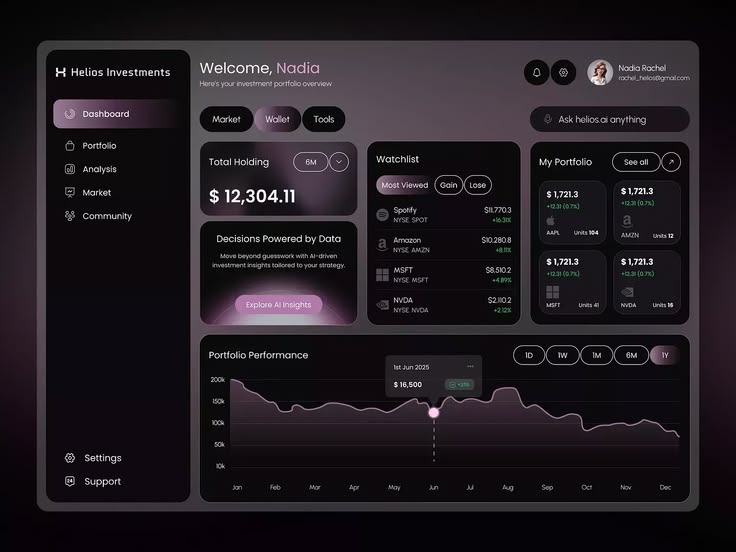 Helios Investments
Dashboard
Portfolio
Analysis
Market
Community
Settings
24
Support
Welcome, Nadia
Here's your investment portfolio overview
Nadia Rachel
rachel_helios@gmail.com
Market Wallet Tools
Ask helios.ai anything
Total Holding 6M
$ 12,304.11
Decisions Powered by Data
Move beyond guesswork with AI-driven
investment insights tailored to your strategy.
Explore AI Insights
Watchlist
Most Viewed Gain Lose
Spotify $11,770.3
NYSE SPOT +16.31%
Amazon $10,280.8
NYSE AMZN +8.11%
MSFT $8,510.2
NYSE MSFT +4.89%
NVDA $2,110.2
NYSE NVDA +2.12%
My Portfolio See all
$ 1,721.3
+12.31 (0.7%)
AAPL Units 104
$ 1,721.3
+12.31 (0.7%)
AMZN Units 12
$ 1,721.3
+12.31 (0.7%)
MSFT Units 41
$ 1,721.3
+12.31 (0.7%)
NVDA Units 16
Portfolio Performance
1D 1W 1M 6M 1Y
1st Jun 2025
$ 16,500
200k
150k
100k
50k
10k
Jan Feb Mar Apr May Jun Jul Aug Sep Oct Nov Dec